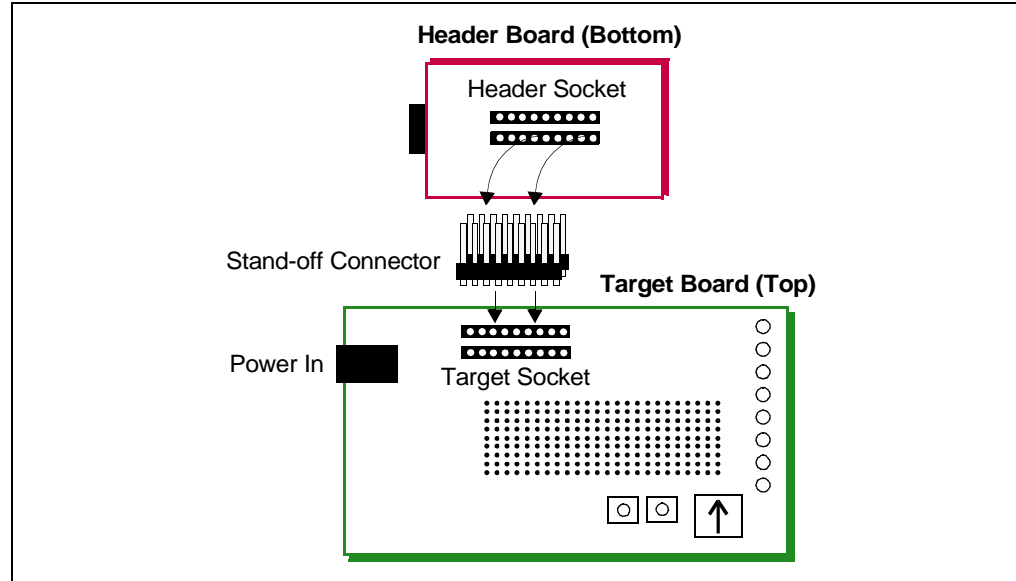 Header Board (Bottom)
Header Socket
Stand-off Connector
Target Board (Top)
Power In
Target Socket